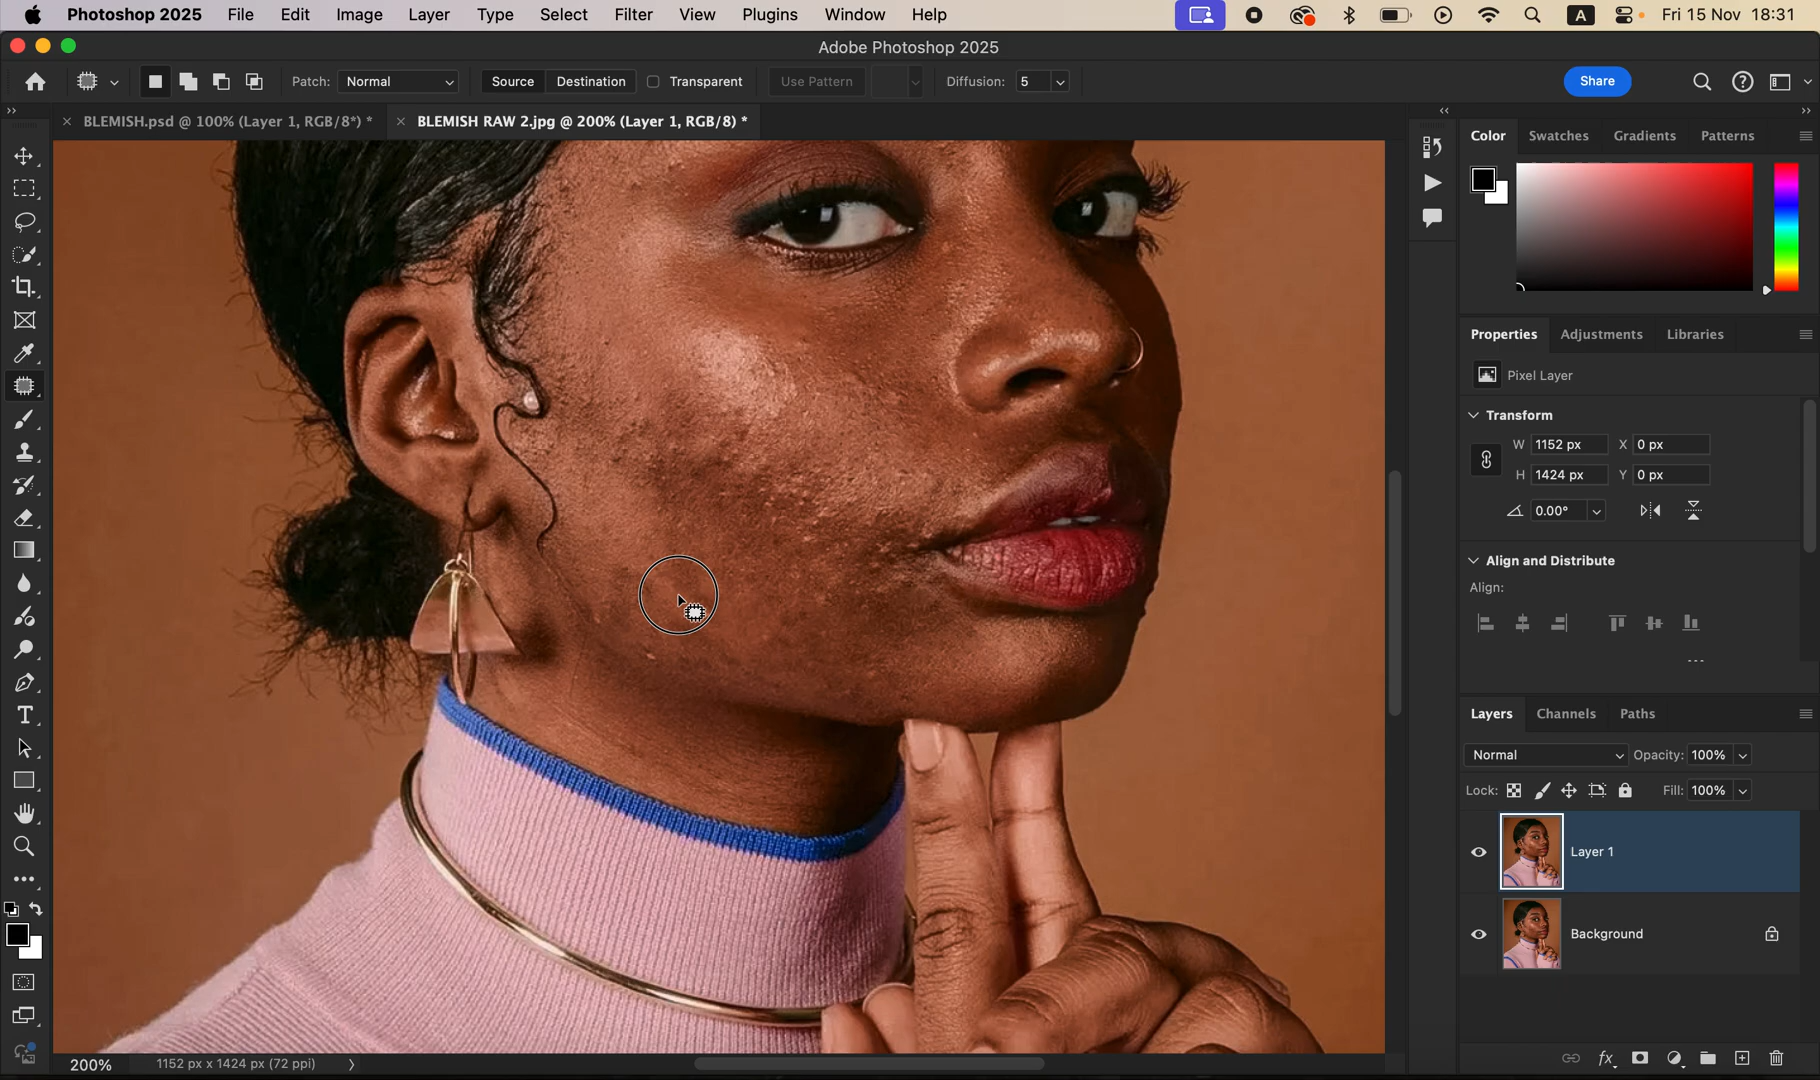 Photoshop 2025 File Edit Image Layer Type Select Filter View Plugins Window Help A Fri 15 Nov 18:31
Adobe Photoshop 2025
Patch: Normal Source Destination Transparent Use Pattern Diffusion: 5 Share
BLEMISH.psd @ 100% (Layer 1, RGB/8*) * BLEMISH RAW 2.jpg @ 200% (Layer 1, RGB/8) *
Color Swatches Gradients Patterns
Properties Adjustments Libraries
Pixel Layer
Transform
W 1152 px X 0 px
H 1424 px Y 0 px
0.00°
Align and Distribute
Align:
Layers Channels Paths
Normal Opacity: 100%
Lock: Fill: 100%
Layer 1
Background
T
fx
200% 1152 px x 1424 px (72 ppi)